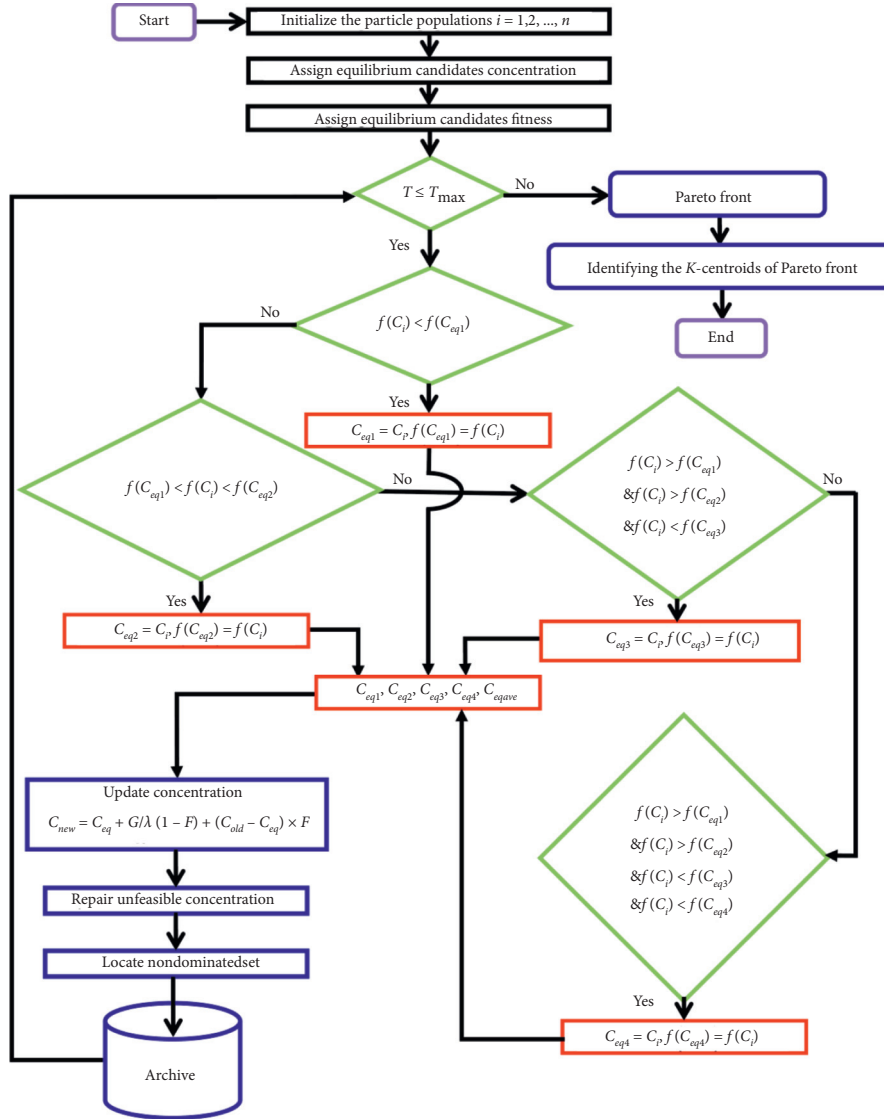 Start
Initialize the particle populations i = 1,2, ..., n
Assign equilibrium candidates concentration
Assign equilibrium candidates fitness
T ≤ Tmax
No
Pareto front
Yes
Identifying the K-centroids of Pareto front
End
f(Ci) < f(Ceq1)
No
Yes
Ceq1 = Ci, f(Ceq1) = f(Ci)
f(Ceq1) < f(Ci) < f(Ceq2)
No
f(Ci) > f(Ceq1)
&f(Ci) > f(Ceq2)
&f(Ci) < f(Ceq3)
No
Yes
Ceq2 = Ci, f(Ceq2) = f(Ci)
Yes
Ceq3 = Ci, f(Ceq3) = f(Ci)
Ceq1, Ceq2, Ceq3, Ceq4, Ceqave
Update concentration
Cnew = Ceq + G/λ (1 – F) + (Cold – Ceq) × F
f(Ci) > f(Ceq1)
&f(Ci) > f(Ceq2)
&f(Ci) < f(Ceq3)
&f(Ci) < f(Ceq4)
Repair unfeasible concentration
Locate nondominatedset
Yes
Ceq4 = Ci, f(Ceq4) = f(Ci)
Archive